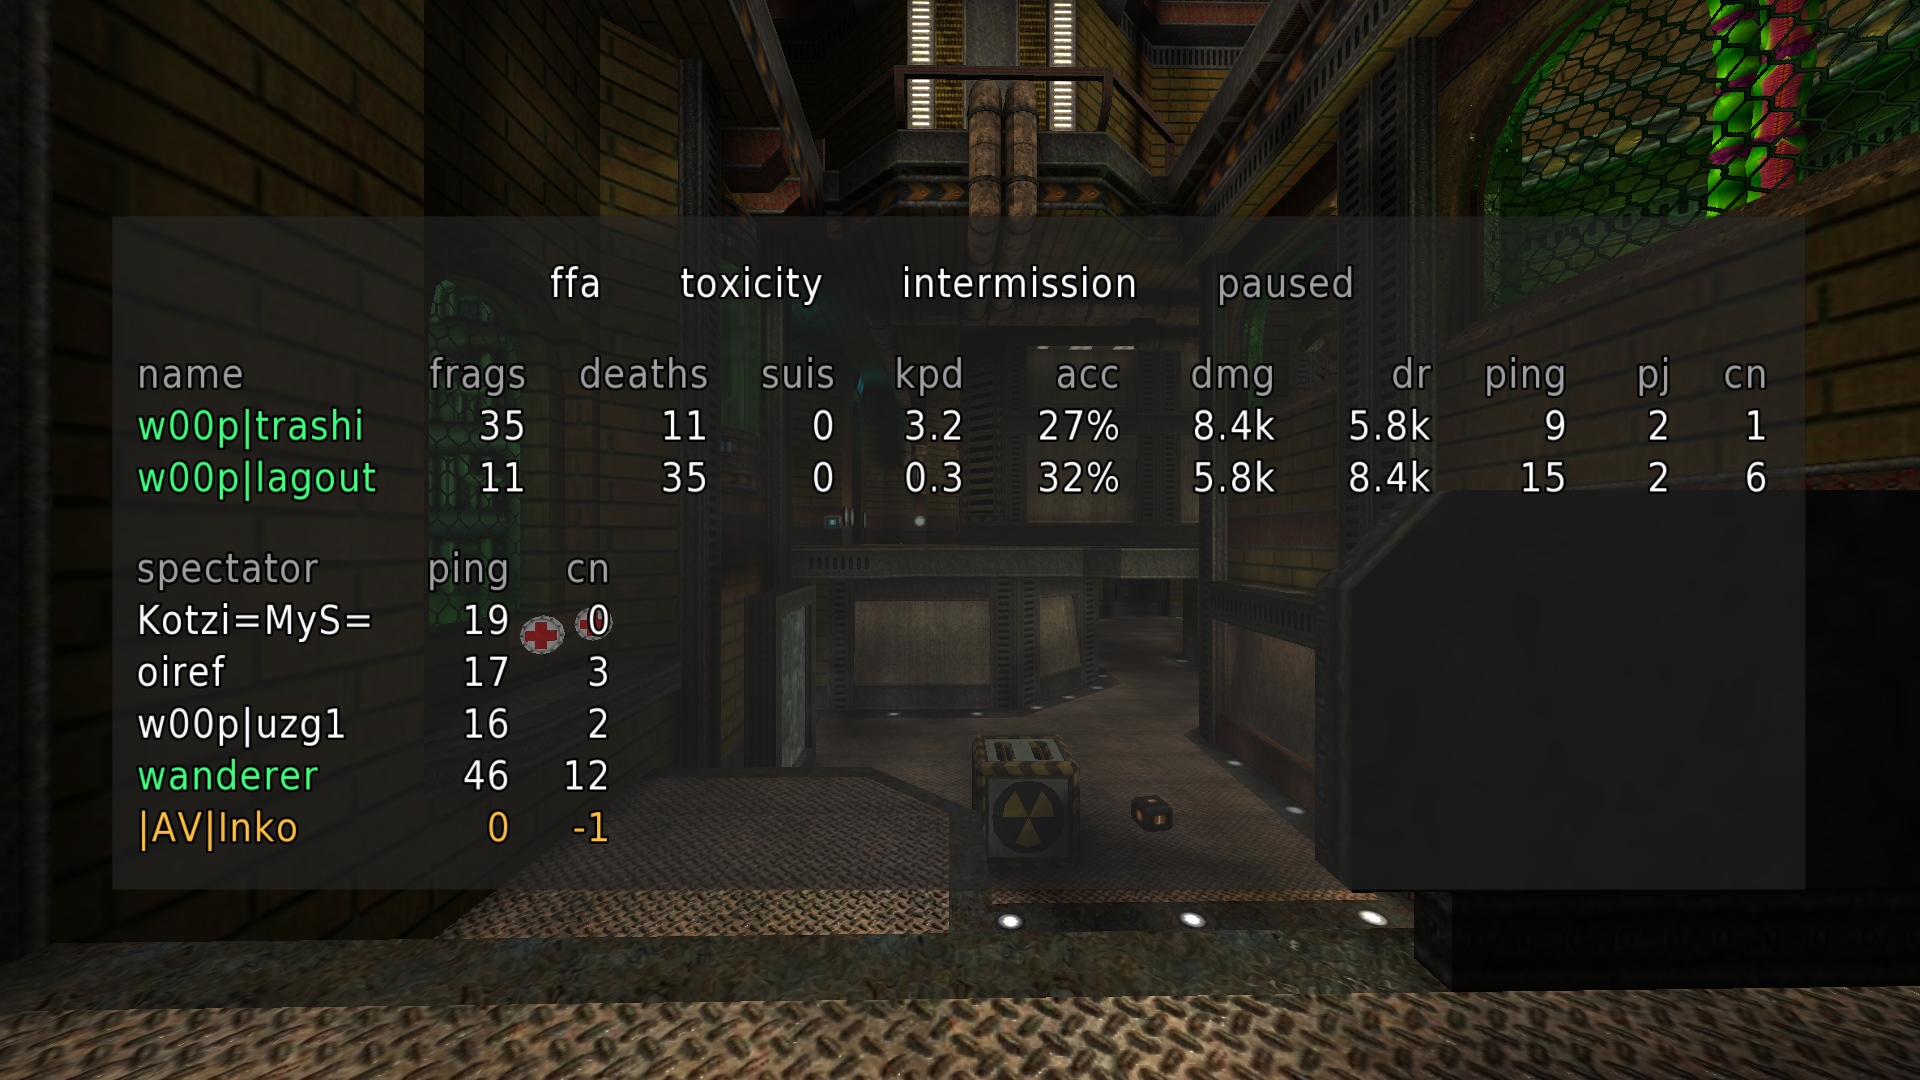 ffa toxicity intermission paused
name frags deaths suis kpd acc dmg dr ping pj cn
w00p|trashi 35 11 0 3.2 27% 8.4k 5.8k 9 2 1
w00p|lagout 11 35 0 0.3 32% 5.8k 8.4k 15 2 6
spectator ping cn
Kotzi=MyS= 19 0
oiref 17 3
w00p|uzg1 16 2
wanderer 46 12
|AV|Inko 0 -1